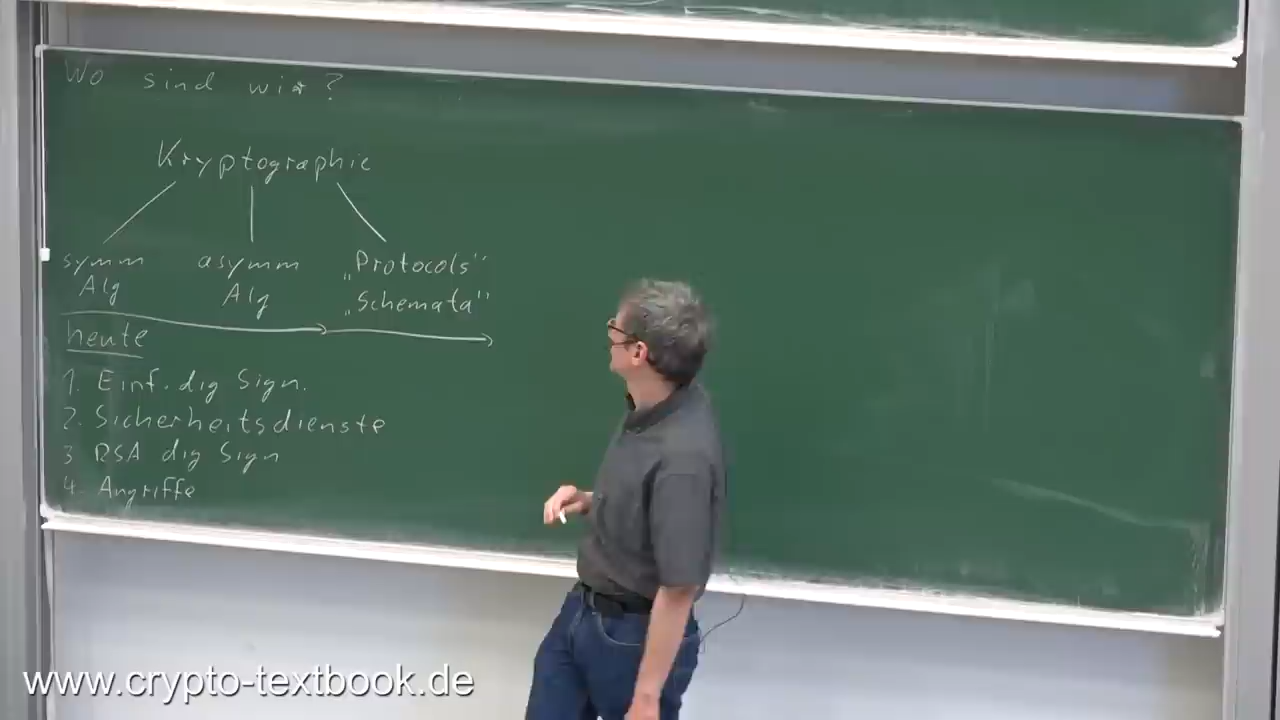 Wo sind wir?
Kryptographie
symm asymm „Protocols"
Alg Alg „Schemata"
heute
1. Einf. dig Sign.
2. Sicherheitsdienste
3 RSA dig Sign
4. Angriffe
www.crypto-textbook.de